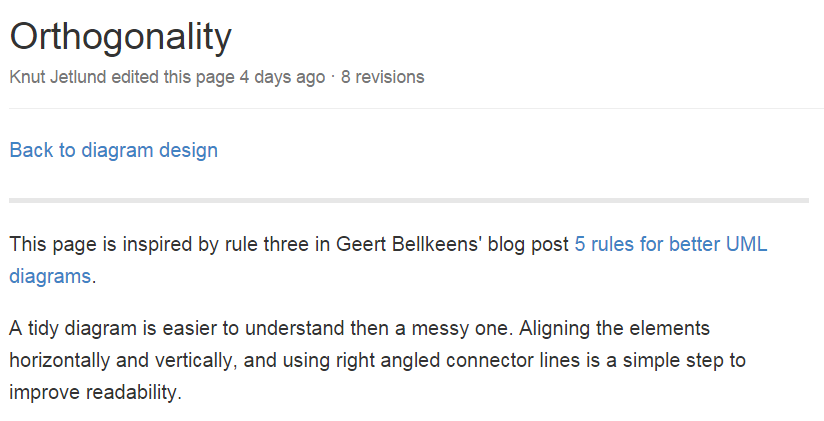 Orthogonality
Knut Jetlund edited this page 4 days ago · 8 revisions
Back to diagram design
This page is inspired by rule three in Geert Bellkeens' blog post 5 rules for better UML
diagrams.
A tidy diagram is easier to understand then a messy one. Aligning the elements
horizontally and vertically, and using right angled connector lines is a simple step to
improve readability.